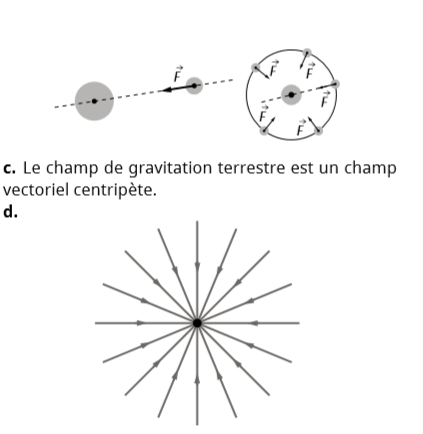 F F F F F F
c. Le champ de gravitation terrestre est un champ
vectoriel centripète.
d.